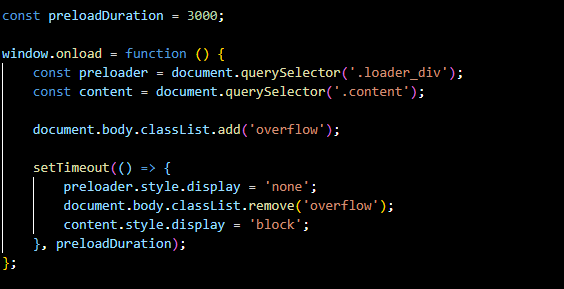 const preloadDuration = 3000;
window.onload = function () {
const preloader = document.querySelector('.loader_div');
const content = document.querySelector('.content');
document.body.classList.add('overflow');
setTimeout(() => {
preloader.style.display = 'none';
document.body.classList.remove('overflow');
content.style.display = 'block';
}, preloadDuration);
};